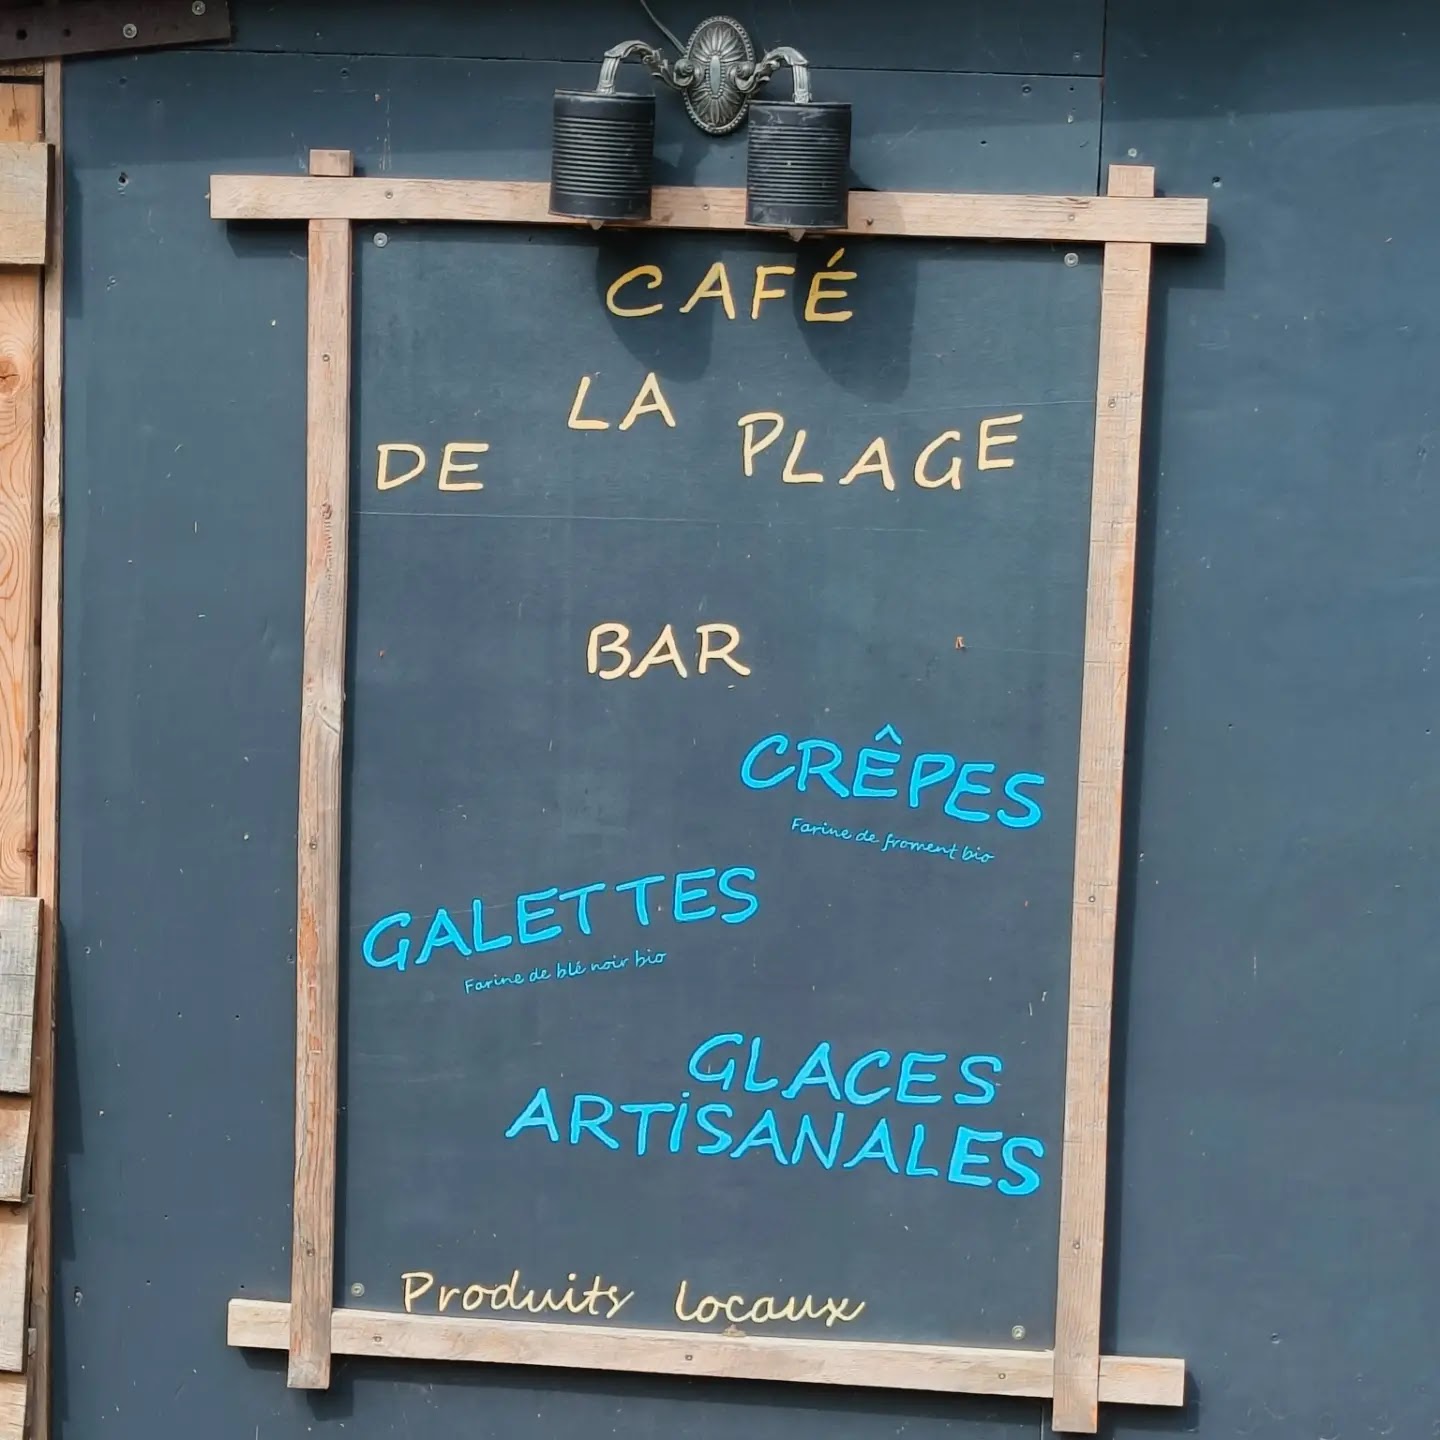 CAFÉ
DE LA PLAGE
BAR
CRÊPES
Farine de froment bio
GALETTES
Farine de blé noir bio
GLACES
ARTiSANALES
Produits locaux